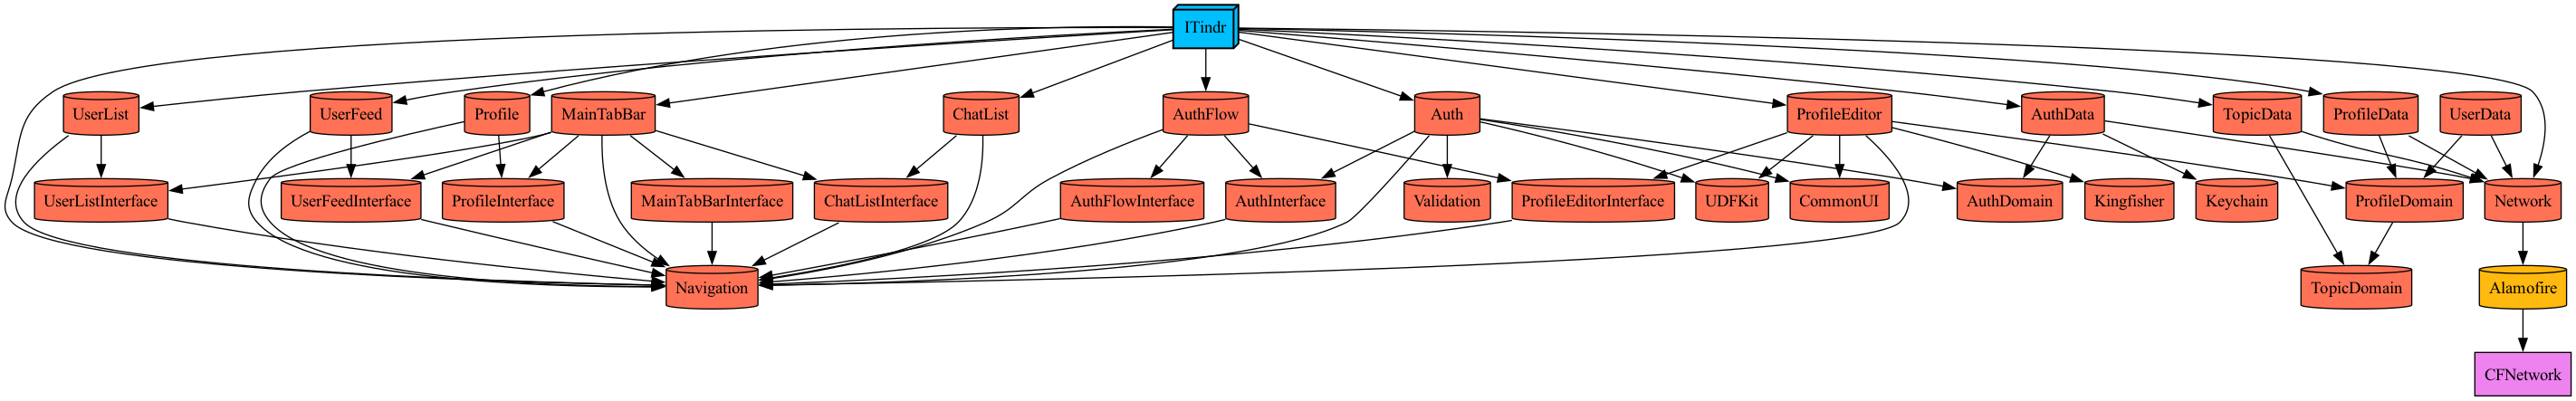 ITindr
UserList
UserFeed
Profile
MainTabBar
ChatList
AuthFlow
Auth
ProfileEditor
AuthData
TopicData
ProfileData
UserData
UserListInterface
UserFeedInterface
ProfileInterface
MainTabBarInterface
ChatListInterface
AuthFlowInterface
AuthInterface
Validation
ProfileEditorInterface
UDFKit
CommonUI
AuthDomain
Kingfisher
Keychain
ProfileDomain
Network
Navigation
TopicDomain
Alamofire
CFNetwork